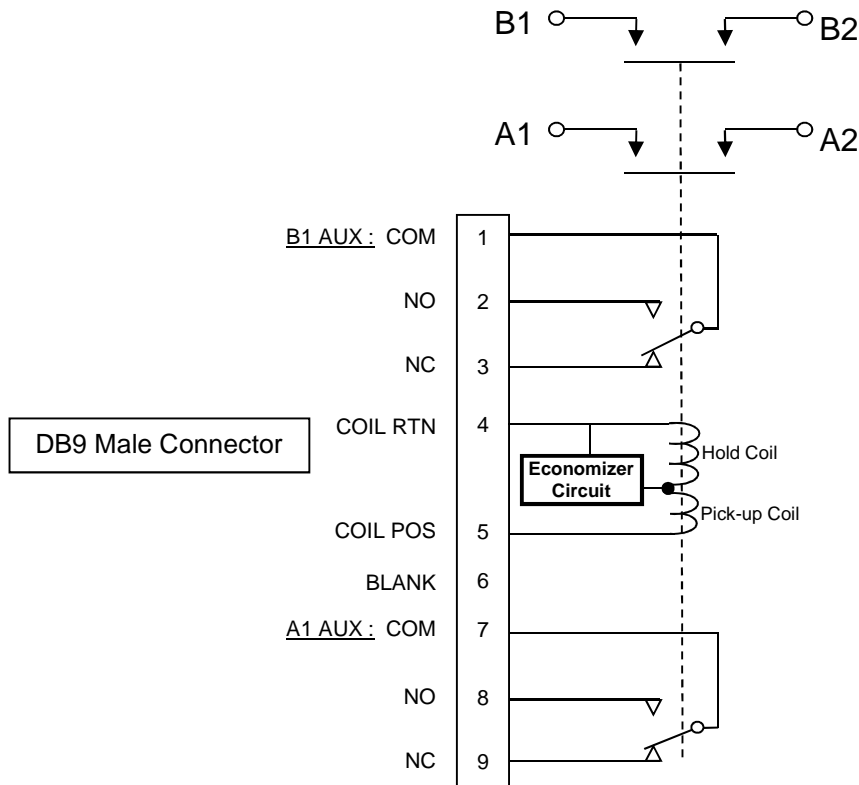 B1 B2
A1 A2
B1 AUX : COM 1
NO 2
NC 3
COIL RTN 4
DB9 Male Connector
Hold Coil
Economizer
Circuit
Pick-up Coil
COIL POS 5
BLANK 6
A1 AUX : COM 7
NO 8
NC 9